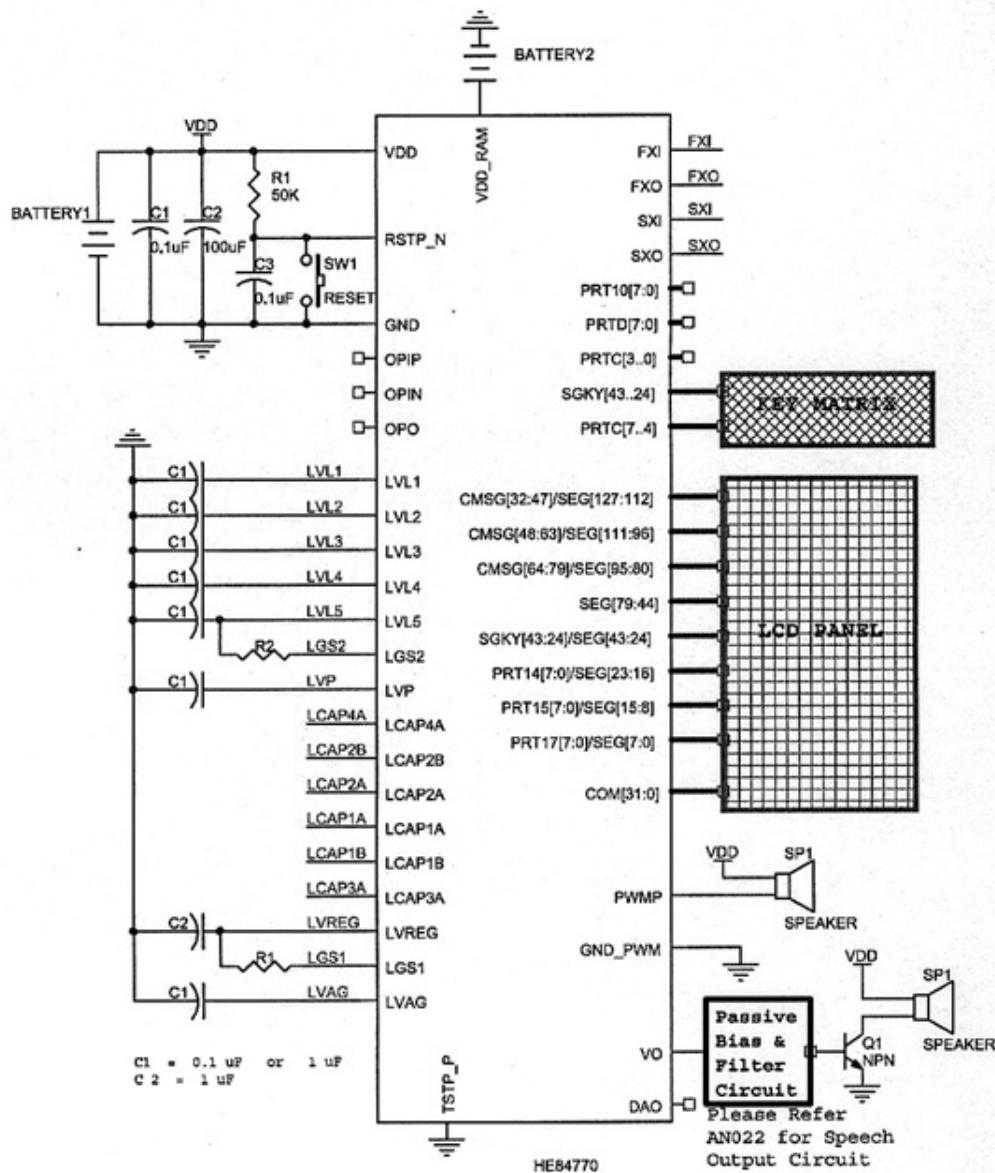 BATTERY2
VDD
VDD_RAM
VDD
R1
50K
BATTERY1
C1
0.1uF
C2
100uF
RSTP_N
C3
0.1uF
SW1
RESET
GND
OPIP
OPIN
OPO
C1 LVL1 LVL1
C1 LVL2 LVL2
C1 LVL3 LVL3
C1 LVL4 LVL4
C1 LVL5 LVL5
R2 LGS2 LGS2
C1 LVP LVP
LCAP4A LCAP4A
LCAP2B LCAP2B
LCAP2A LCAP2A
LCAP1A LCAP1A
LCAP1B LCAP1B
LCAP3A LCAP3A
C2 LVREG LVREG
R1 LGS1 LGS1
C1 LVAG LVAG
C1 = 0.1 uF or 1 uF
C 2 = 1 uF
TSTP_P
FXI FXI
FXO FXO
SXI SXI
SXO SXO
PRT10[7:0]
PRTD[7:0]
PRTC[3..0]
SGKY[43..24]
PRTC[7..4]
KEY MATRIX
CMSG[32:47]/SEG[127:112]
CMSG[48:63]/SEG[111:96]
CMSG[64:79]/SEG[95:80]
SEG[79:44]
SGKY[43:24]/SEG[43:24]
PRT14[7:0]/SEG[23:16]
PRT15[7:0]/SEG[15:8]
PRT17[7:0]/SEG[7:0]
COM[31:0]
LCD PANEL
VDD
SP1
PWMP
SPEAKER
GND_PWM
VDD
SP1
SPEAKER
VO
Passive
Bias &
Filter
Circuit
Q1
NPN
DAO
Please Refer
AN022 for Speech
Output Circuit
HE84770